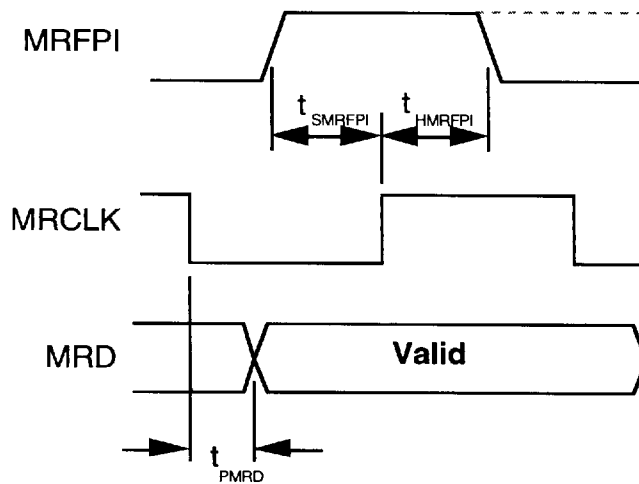 MRFPI
t SMRFPI t HMRFPI
MRCLK
MRD Valid
t PMRD